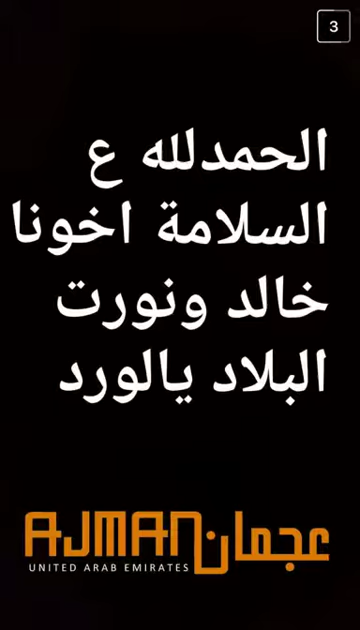 3
الحمدلله ع
السلامة اخونا
خالد ونورت
البلاد يالورد
AJMAN عجمان
UNITED ARAB EMIRATES